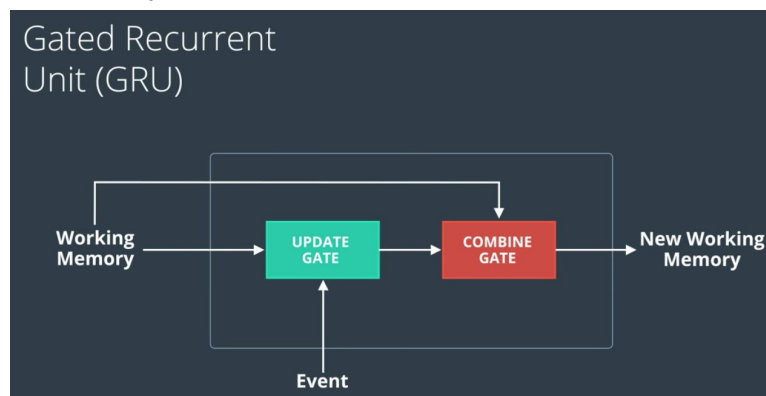 Gated Recurrent
Unit (GRU)
Working
Memory
UPDATE
GATE
COMBINE
GATE
New Working
Memory
Event